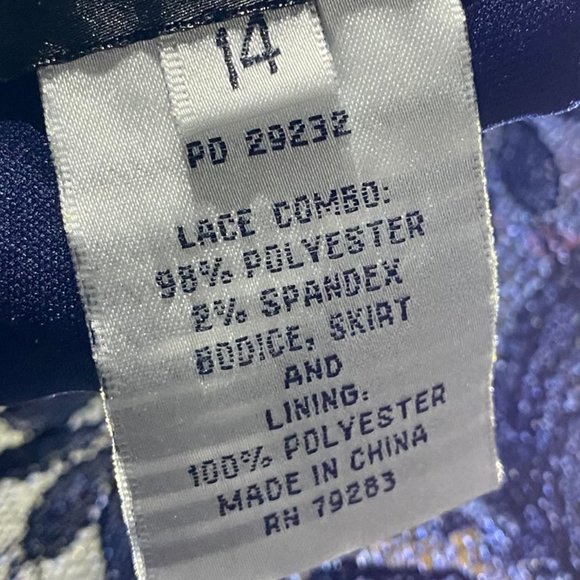 14
PD 29232
LACE COMBO:
98% POLYESTER
2% SPANDEX
BODICE, SKIRT
AND
LINING:
100% POLYESTER
MADE IN CHINA
RN 79283